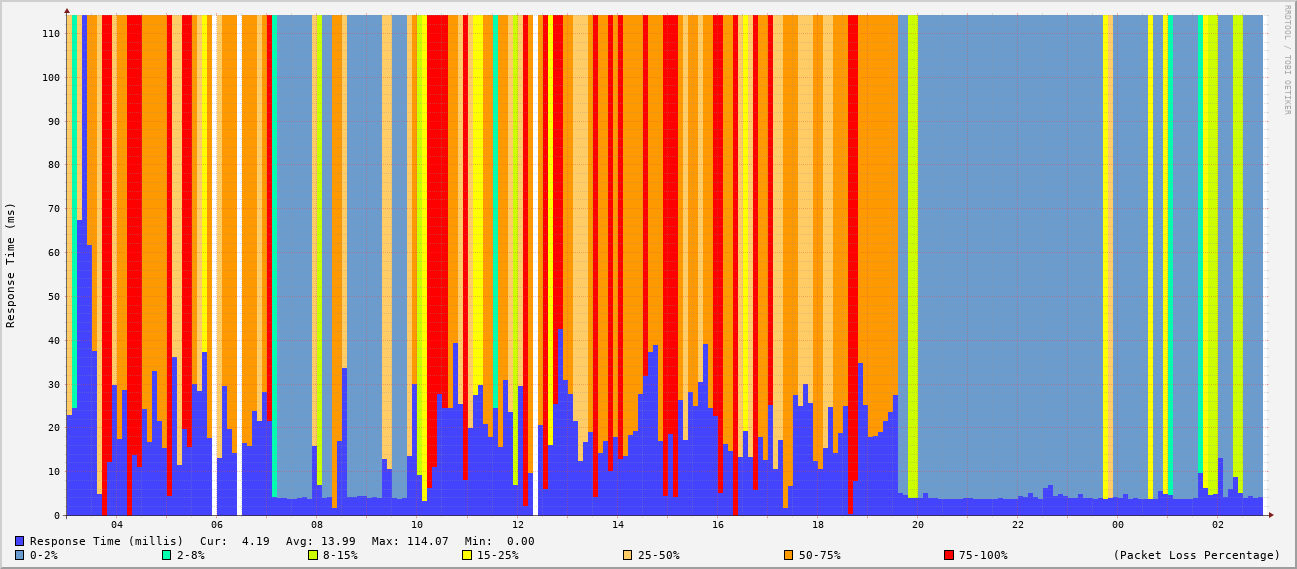 RRDTOOL / TOBI OETIKER
Response Time (ms)
110
100
90
80
70
60
50
40
30
20
10
0
04 06 08 10 12 14 16 18 20 22 00 02
Response Time (millis) Cur: 4.19 Avg: 13.99 Max: 114.07 Min: 0.00
0-2% 2-8% 8-15% 15-25% 25-50% 50-75% 75-100% (Packet Loss Percentage)